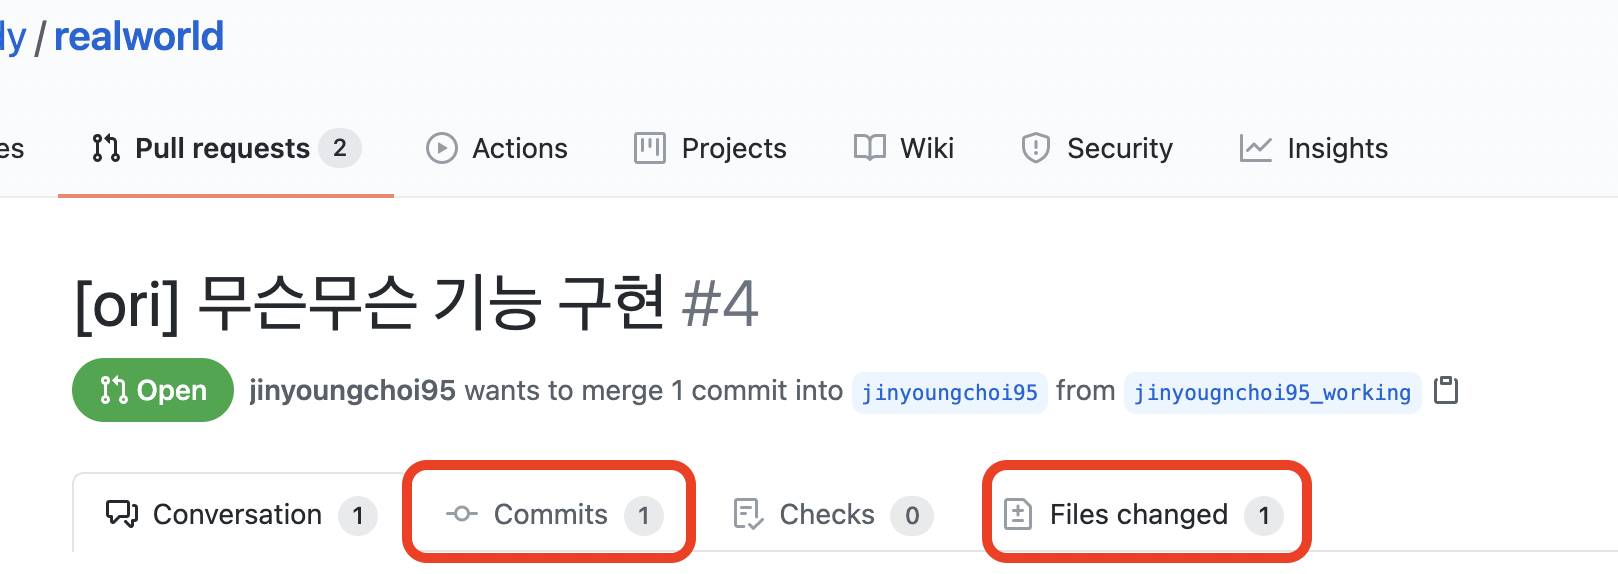 / realworld
Pull requests 2 Actions Projects Wiki Security Insights
[ori] 무슨무슨 기능 구현 #4
Open jinyoungchoi95 wants to merge 1 commit into jinyoungchoi95 from jinyougnchoi95_working
Conversation 1 Commits 1 Checks 0 Files changed 1